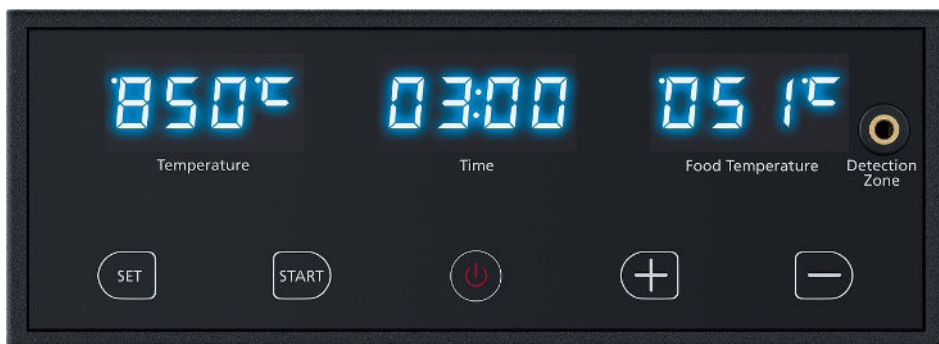 850°C
03:00
051°C
Temperature
Time
Food Temperature
Detection
Zone
SET
START